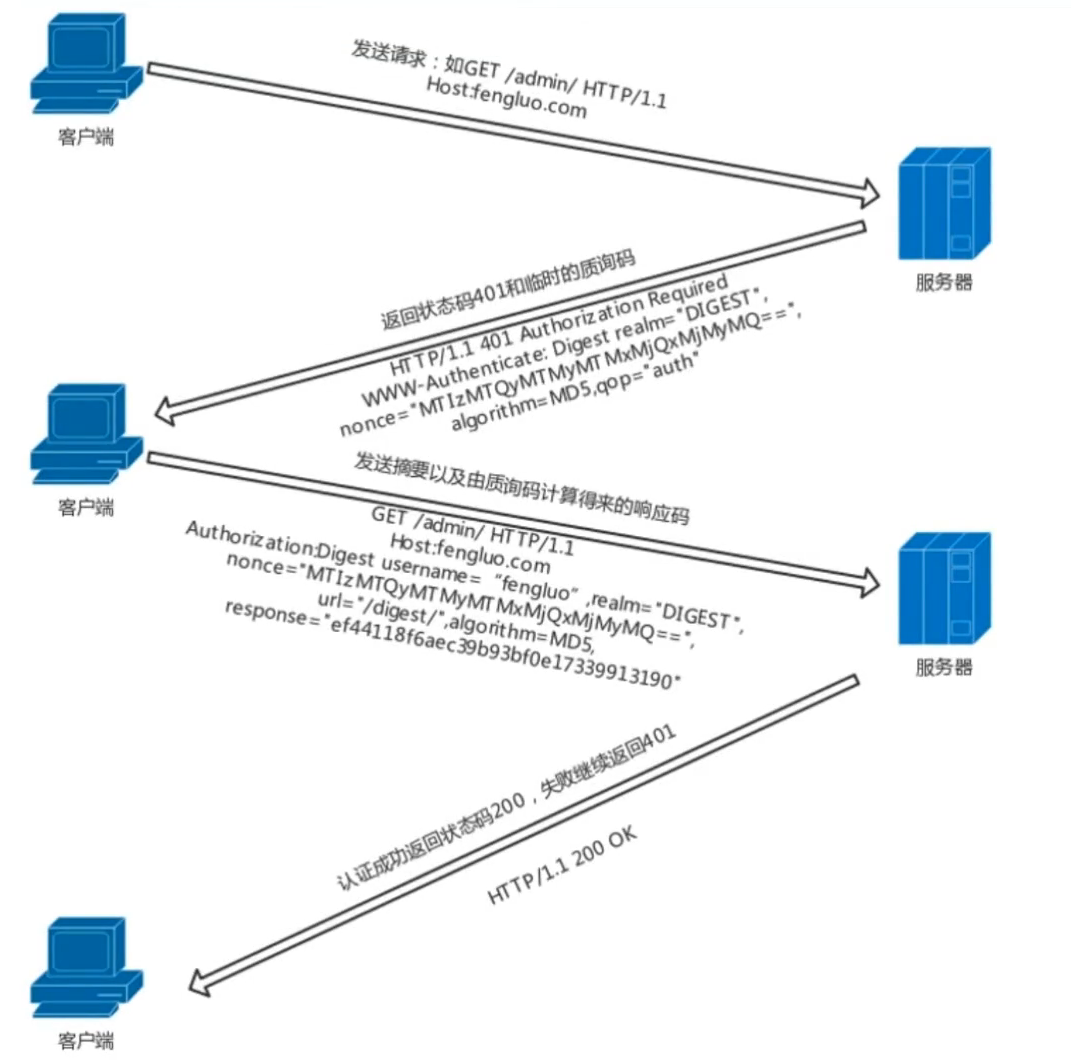 发送请求：如GET /admin/ HTTP/1.1
Host:fengluo.com
客户端
服务器
返回状态码401和临时的质询码
HTTP/1.1 401 Authorization Required
WWW-Authenticate: Digest realm="DIGEST",
nonce="MTIzMTQyMTMyMTMxMjQxMjMyMQ==",
algorithm=MD5,qop="auth"
客户端
发送摘要以及由质询码计算得来的响应码
GET /admin/ HTTP/1.1
Host:fengluo.com
Authorization:Digest username= “fengluo”,realm="DIGEST",
nonce="MTIzMTQyMTMyMTMxMjQxMjMyMQ==",
url="/digest/",algorithm=MD5,
response="ef44118f6aec39b93bf0e17339913190"
服务器
认证成功返回状态码200，失败继续返回401
HTTP/1.1 200 OK
客户端